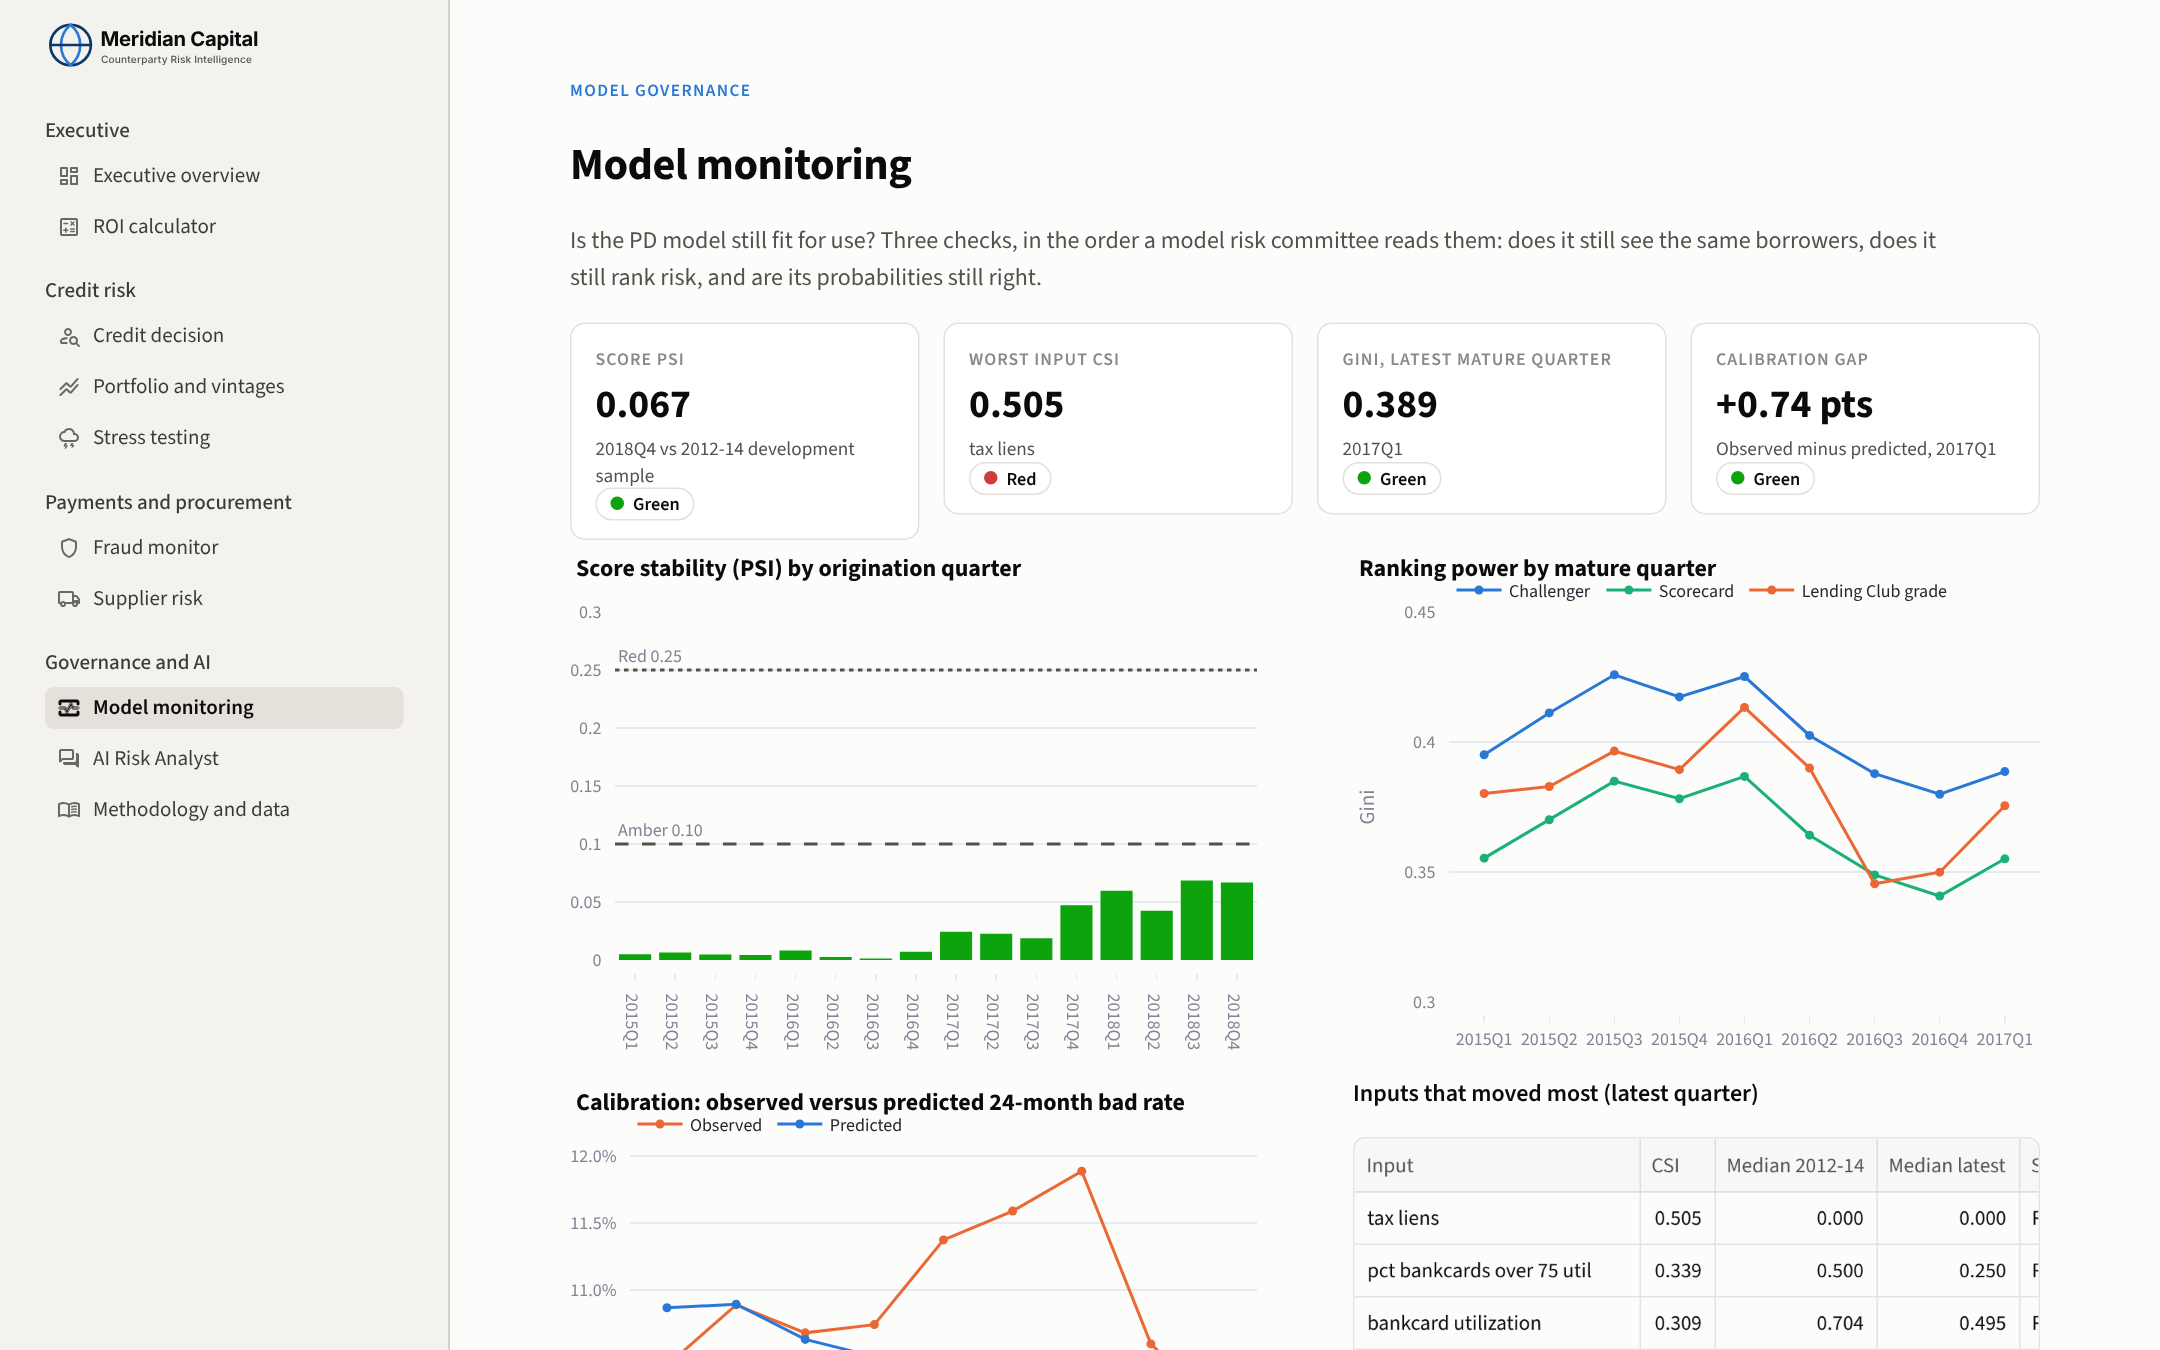 Meridian Capital
Counterparty Risk Intelligence
Executive
Executive overview
ROI calculator
Credit risk
Credit decision
Portfolio and vintages
Stress testing
Payments and procurement
Fraud monitor
Supplier risk
Governance and AI
Model monitoring
AI Risk Analyst
Methodology and data
MODEL GOVERNANCE
Model monitoring
Is the PD model still fit for use? Three checks, in the order a model risk committee reads them: does it still see the same borrowers, does it
still rank risk, and are its probabilities still right.
SCORE PSI
0.067
2018Q4 vs 2012-14 development
sample
Green
WORST INPUT CSI
0.505
tax liens
Red
GINI, LATEST MATURE QUARTER
0.389
2017Q1
Green
CALIBRATION GAP
+0.74 pts
Observed minus predicted, 2017Q1
Green
Score stability (PSI) by origination quarter
0.3
Red 0.25
0.25
0.2
0.15
Amber 0.10
0.1
0.05
0
2015Q1 2015Q2 2015Q3 2015Q4 2016Q1 2016Q2 2016Q3 2016Q4 2017Q1 2017Q2 2017Q3 2017Q4 2018Q1 2018Q2 2018Q3 2018Q4
Ranking power by mature quarter
Challenger Scorecard Lending Club grade
0.45
0.4
Gini
0.35
0.3
2015Q1 2015Q2 2015Q3 2015Q4 2016Q1 2016Q2 2016Q3 2016Q4 2017Q1
Calibration: observed versus predicted 24-month bad rate
Observed Predicted
12.0%
11.5%
11.0%
Inputs that moved most (latest quarter)
Input CSI Median 2012-14 Median latest
tax liens 0.505 0.000 0.000
pct bankcards over 75 util 0.339 0.500 0.250
bankcard utilization 0.309 0.704 0.495